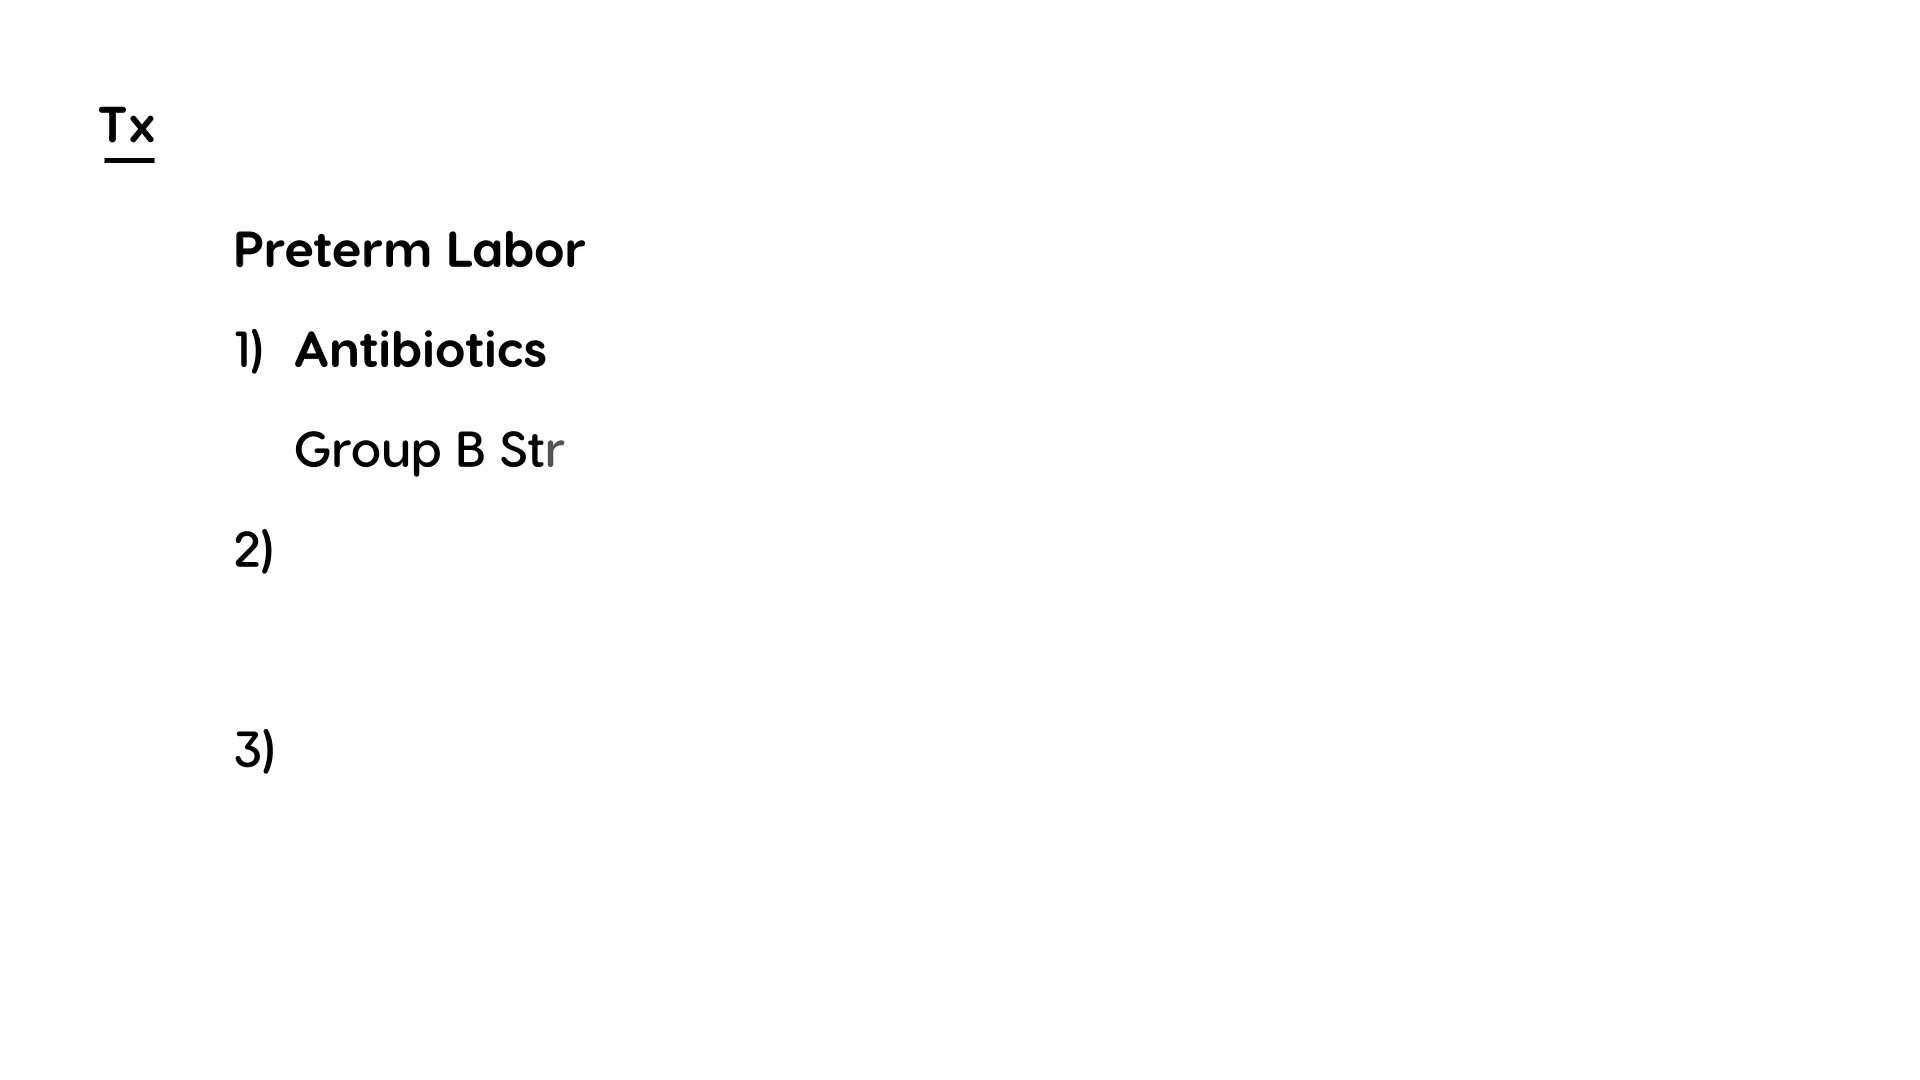 Tx
Preterm Labor
1) Antibiotics
Group B Str
2)
3)